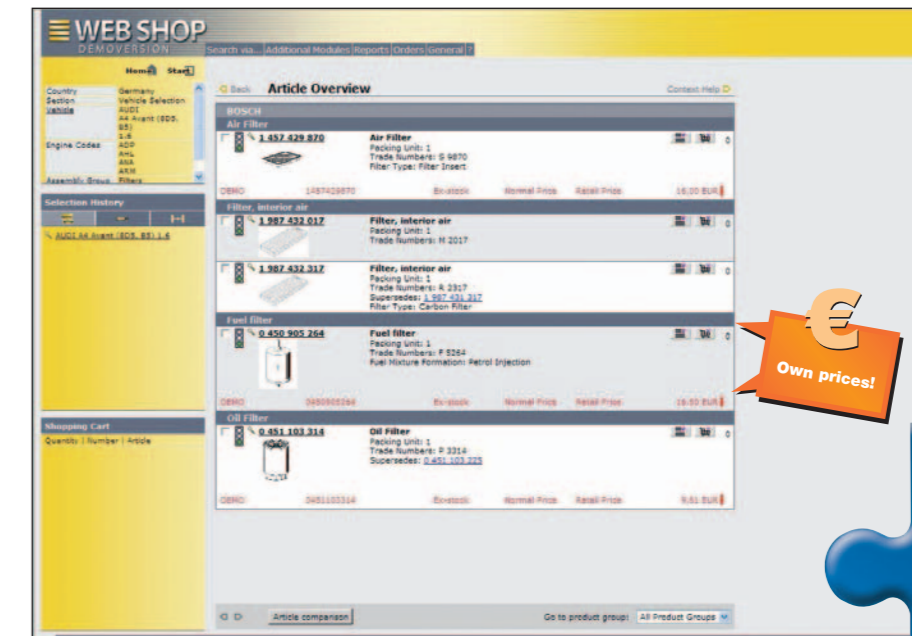 WEB SHOP
DEMOVERSION
Search via... Additional Modules Reports Orders General ?
Home Start
Country Germany
Section Vehicle Selection
Vehicle AUDI
A4 Avant (8D5, B5)
1.6
Engine Codes ADP
AHL
ANA
ARM
Assembly Group Filters
Selection History
AUDI A4 Avant (8D5, B5) 1.6
Shopping Cart
Quantity | Number | Article
Back Article Overview Context Help
BOSCH
Air Filter
1 457 429 870 Air Filter
Packing Unit: 1
Trade Numbers: S 9870
Filter Type: Filter Insert
DEMO 1457429870 Ex-stock Normal Price Retail Price 16.00 EUR
Filter, interior air
1 987 432 017 Filter, interior air
Packing Unit: 1
Trade Numbers: M 2017
1 987 432 317 Filter, interior air
Packing Unit: 1
Trade Numbers: R 2317
Supersedes: 1 987 431 317
Filter Type: Carbon Filter
Fuel filter
0 450 905 264 Fuel filter
Packing Unit: 1
Trade Numbers: F 5264
Fuel Mixture Formation: Petrol Injection
DEMO 0450905264 Ex-stock Normal Price Retail Price 16.50 EUR
Oil Filter
0 451 103 314 Oil Filter
Packing Unit: 1
Trade Numbers: P 3314
Supersedes: 0 451 103 225
DEMO 0451103314 Ex-stock Normal Price Retail Price 9.51 EUR
€
Own prices!
Article comparison Go to product group: All Product Groups